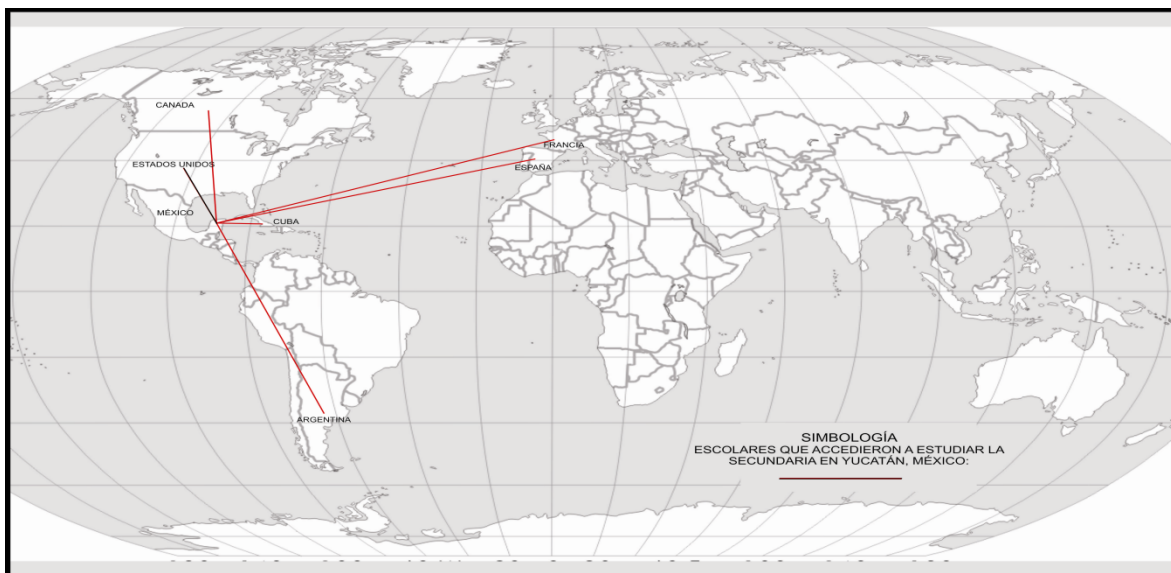 CANADA
FRANCIA
ESTADOS UNIDOS
ESPAÑA
MÉXICO
CUBA
ARGENTINA
SIMBOLOGÍA
ESCOLARES QUE ACCEDIERON A ESTUDIAR LA
SECUNDARIA EN YUCATÁN, MÉXICO: